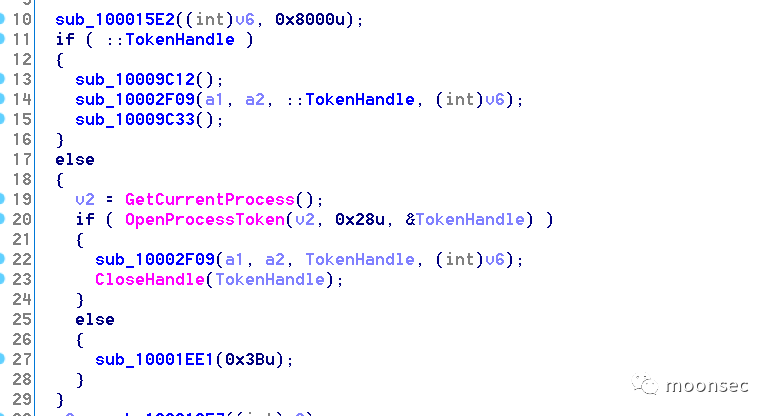 10 sub_100015E2((int)v6, 0x8000u);
11 if ( ::TokenHandle )
12 {
13 sub_10009C12();
14 sub_10002F09(a1, a2, ::TokenHandle, (int)v6);
15 sub_10009C33();
16 }
17 else
18 {
19 v2 = GetCurrentProcess();
20 if ( OpenProcessToken(v2, 0x28u, &TokenHandle) )
21 {
22 sub_10002F09(a1, a2, TokenHandle, (int)v6);
23 CloseHandle(TokenHandle);
24 }
25 else
26 {
27 sub_10001EE1(0x3Bu);
28 }
29 }
moonsec